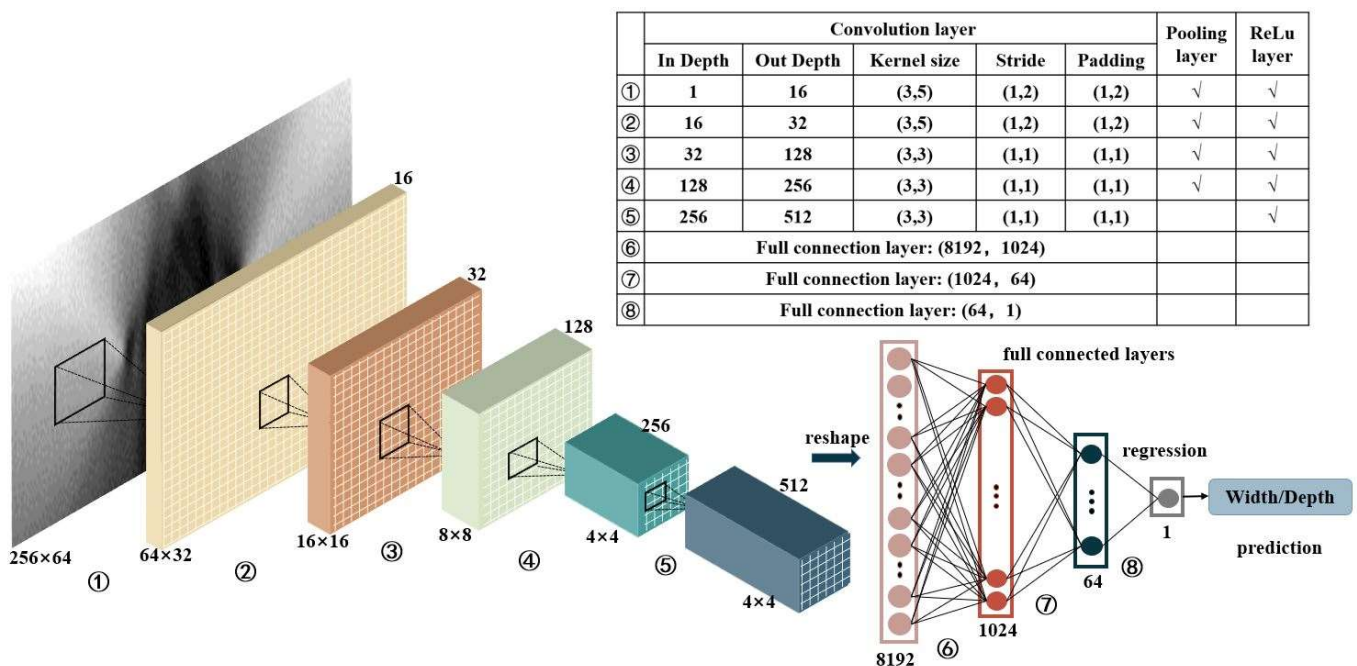 Convolution layer Pooling layer ReLu layer
In Depth Out Depth Kernel size Stride Padding
① 1 16 (3,5) (1,2) (1,2) √ √
② 16 32 (3,5) (1,2) (1,2) √ √
③ 32 128 (3,3) (1,1) (1,1) √ √
④ 128 256 (3,3) (1,1) (1,1) √ √
⑤ 256 512 (3,3) (1,1) (1,1) √
⑥ Full connection layer: (8192, 1024)
⑦ Full connection layer: (1024, 64)
⑧ Full connection layer: (64, 1)
16
32
128
256
512
256×64
64×32
16×16
8×8
4×4
4×4
①
②
③
④
⑤
reshape
full connected layers
regression
Width/Depth
prediction
8192
1024
64
1
⑥
⑦
⑧